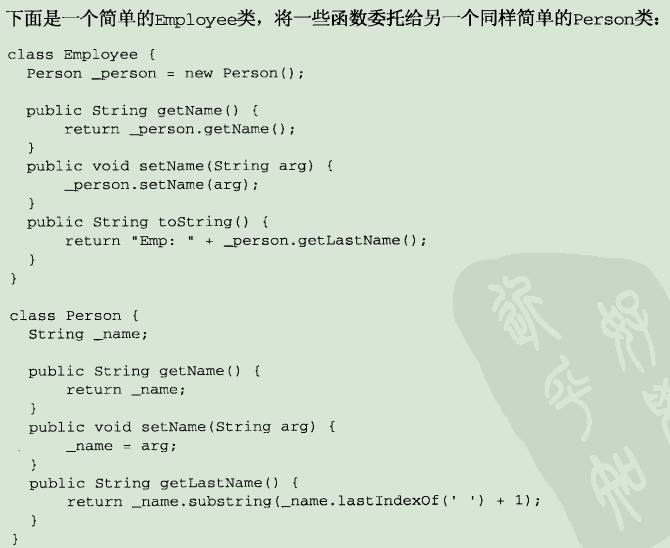 下面是一个简单的Employee类，将一些函数委托给另一个同样简单的Person类：
class Employee {
  Person _person = new Person();

  public String getName() {
      return _person.getName();
  }
  public void setName(String arg) {
      _person.setName(arg);
  }
  public String toString() {
      return "Emp: " + _person.getLastName();
  }
}

class Person {
  String _name;

  public String getName() {
      return _name;
  }
  public void setName(String arg) {
      _name = arg;
  }
  public String getLastName() {
      return _name.substring(_name.lastIndexOf(' ') + 1);
  }
}